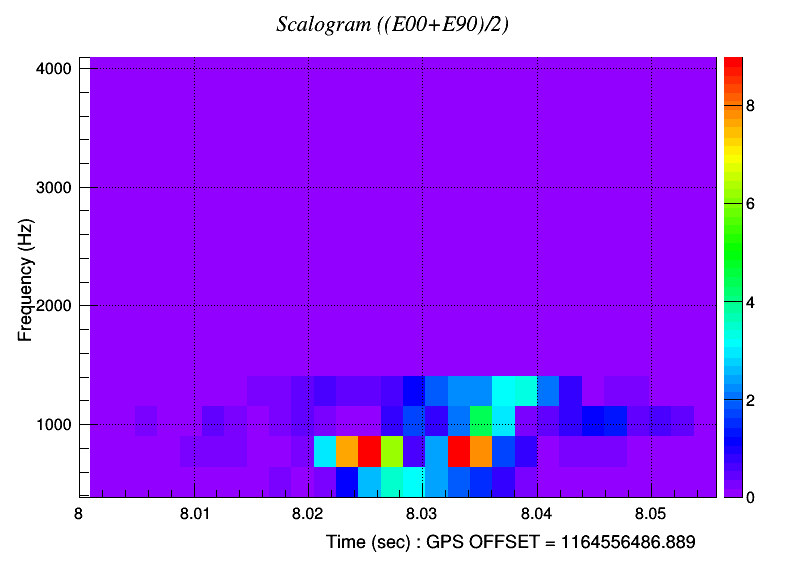 Scalogram ((E00+E90)/2)
4000
3000
2000
1000
Frequency (Hz)
8
6
4
2
0
8 8.01 8.02 8.03 8.04 8.05
Time (sec) : GPS OFFSET = 1164556486.889